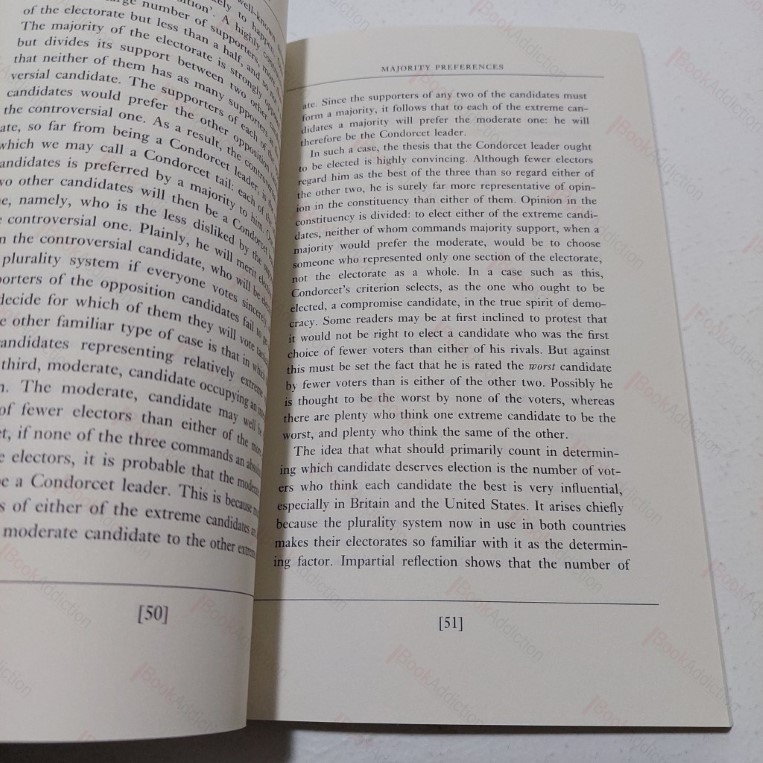 well-known
number of supporters
of the electorate but less than a half, and
The majority of the electorate is strongly
but divides its support between two
that neither of them has as many supporters
versial candidate. The supporters of each of
candidates would prefer the other opposition
the controversial one. As a result, the
ate, so far from being a Condorcet leader, is
which we may call a Condorcet tail: each of
andidates is preferred by a majority to him.
wo other candidates will then be a Condorcet
e, namely, who is the less disliked by the
controversial one. Plainly, he will merit
n the controversial candidate, who will be
plurality system if everyone votes
porters of the opposition candidates fail to
decide for which of them they will vote
e other familiar type of case is that in which
andidates representing relatively extreme
third, moderate, candidate occupying an
n. The moderate, candidate may well be
of fewer electors than either of the
et, if none of the three commands an
e electors, it is probable that the
e a Condorcet leader. This is because
s of either of the extreme candidates
moderate candidate to the other
[50]
MAJORITY PREFERENCES
ate. Since the supporters of any two of the candidates must
form a majority, it follows that to each of the extreme can-
didates a majority will prefer the moderate one: he will
therefore be the Condorcet leader.
In such a case, the thesis that the Condorcet leader ought
to be elected is highly convincing. Although fewer electors
regard him as the best of the three than so regard either of
the other two, he is surely far more representative of opin-
ion in the constituency than either of them. Opinion in the
constituency is divided: to elect either of the extreme candi-
dates, neither of whom commands majority support, when a
majority would prefer the moderate, would be to choose
someone who represented only one section of the electorate,
not the electorate as a whole. In a case such as this,
Condorcet's criterion selects, as the one who ought to be
elected, a compromise candidate, in the true spirit of demo-
cracy. Some readers may be at first inclined to protest that
it would not be right to elect a candidate who was the first
choice of fewer voters than either of his rivals. But against
this must be set the fact that he is rated the worst candidate
by fewer voters than is either of the other two. Possibly he
is thought to be the worst by none of the voters, whereas
there are plenty who think one extreme candidate to be the
worst, and plenty who think the same of the other.
The idea that what should primarily count in determin-
ing which candidate deserves election is the number of vot-
ers who think each candidate the best is very influential,
especially in Britain and the United States. It arises chiefly
because the plurality system now in use in both countries
makes their electorates so familiar with it as the determin-
ing factor. Impartial reflection shows that the number of
[51]
BookAddiction